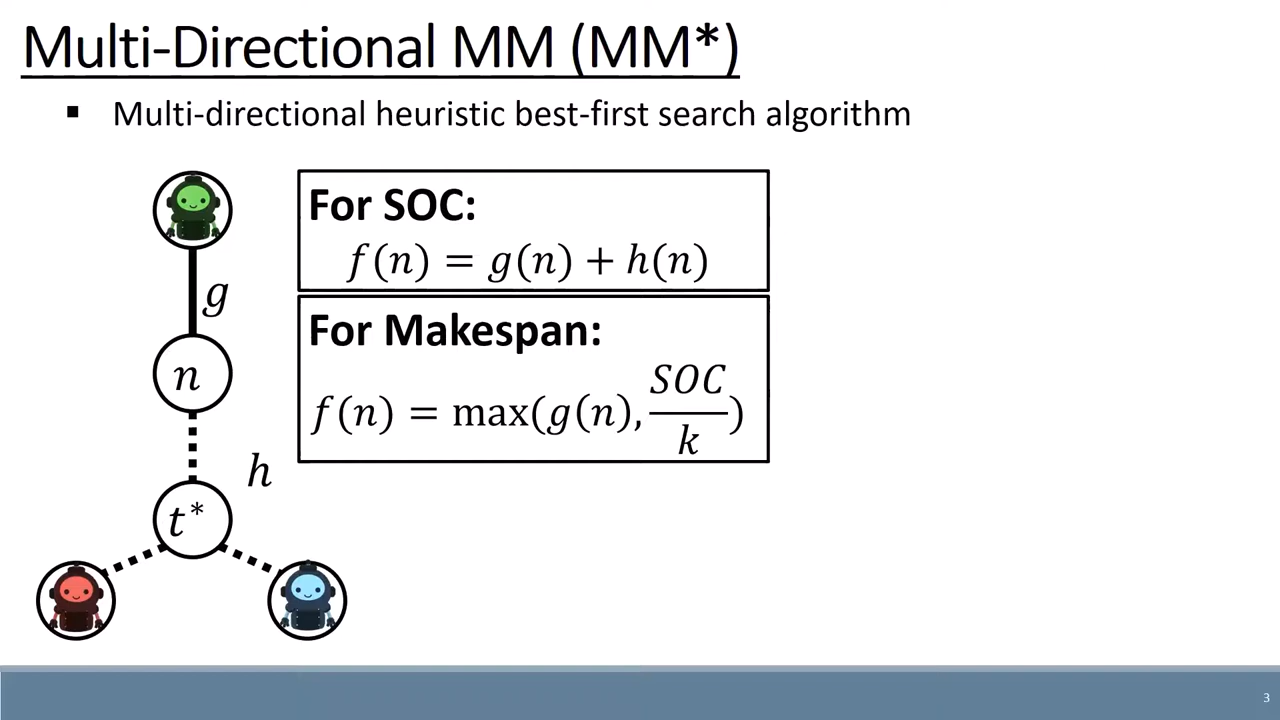 Multi-Directional MM (MM*)
▪ Multi-directional heuristic best-first search algorithm
For SOC:
f(n) = g(n) + h(n)
g
For Makespan:
f(n) = max(g(n), SOC/k)
n
h
t*
3